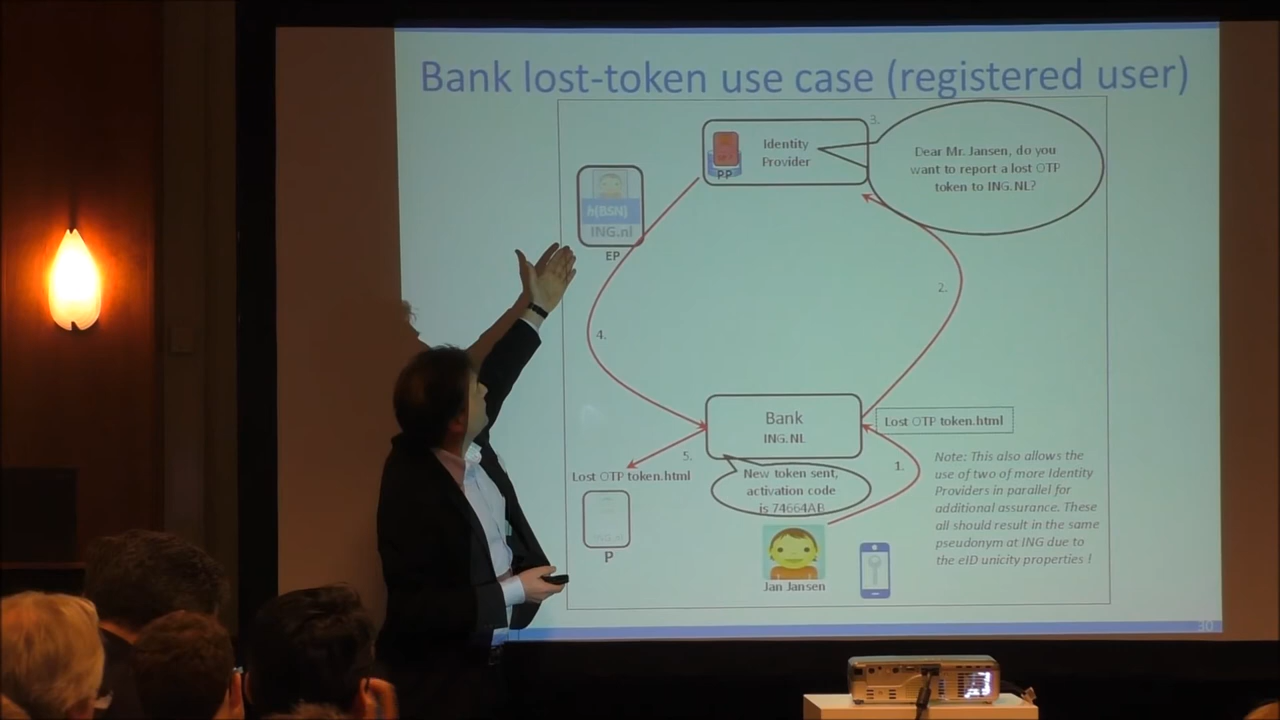 Bank lost-token use case (registered user)
3.
Identity
Provider
PP
Dear Mr. Jansen, do you
want to report a lost OTP
token to ING.NL?
h(BSN)
ING.nl
EP
2.
4.
Bank
ING.NL
Lost OTP token.html
1.
5.
Lost OTP token.html
New token sent,
activation code
is 74664AB
P
Jan Jansen
Note: This also allows the
use of two of more Identity
Providers in parallel for
additional assurance. These
all should result in the same
pseudonym at ING due to
the eID unicity properties !
30